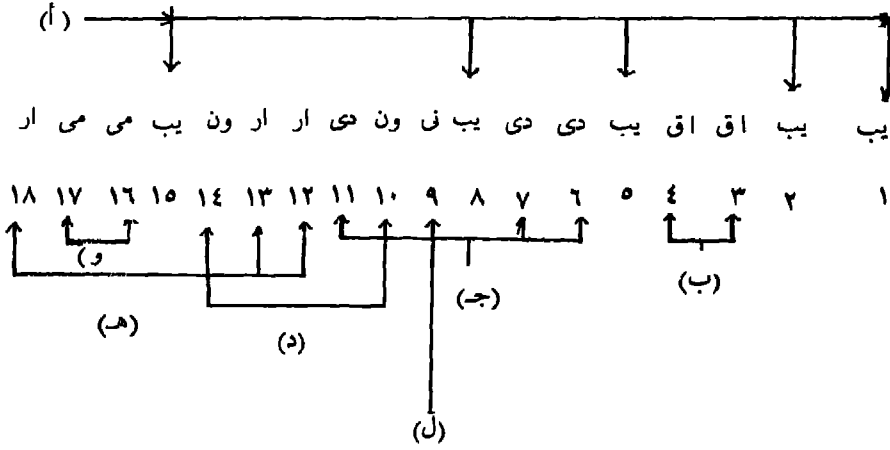 (أ)
يب يب اق اق يب دى دى يب نى ون دى ار ار ون يب مى مى ار
١ ٢ ٣ ٤ ٥ ٦ ٧ ٨ ٩ ١٠ ١١ ١٢ ١٣ ١٤ ١٥ ١٦ ١٧ ١٨
(ب) (جـ) و)
(د) (هـ)
(ل)